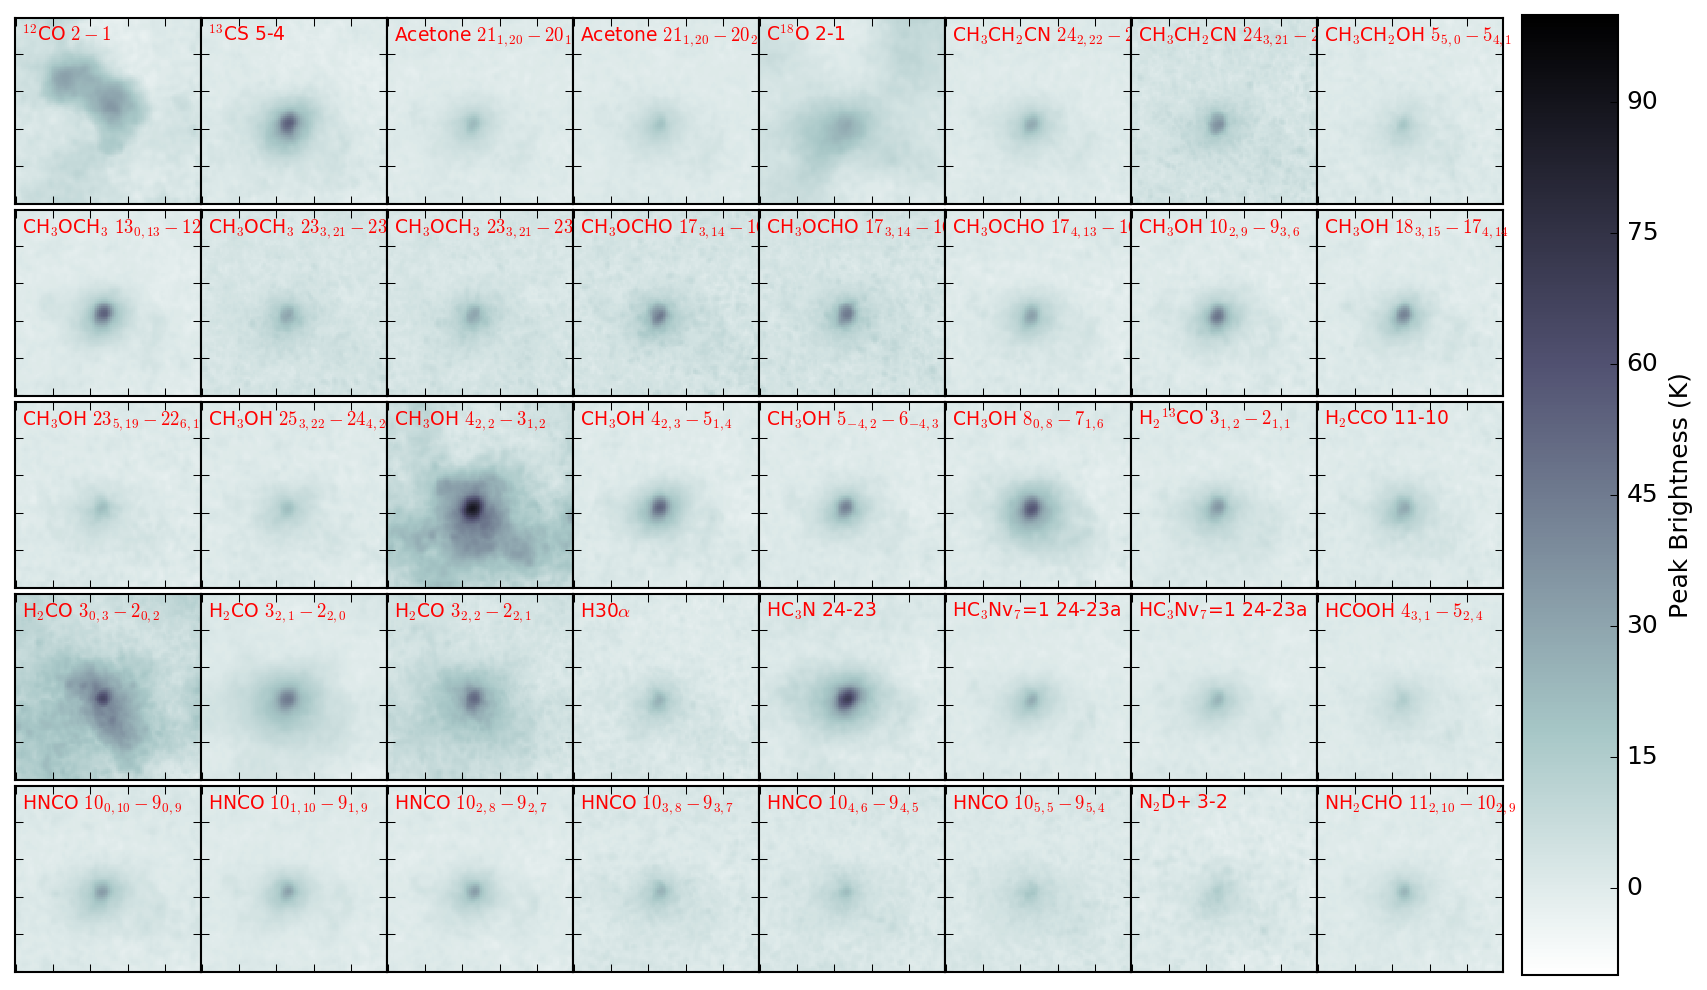 ¹²CO 2 − 1
¹³CS 5-4
Acetone 21₁,₂₀ − 20₁
Acetone 21₁,₂₀ − 20₂
C¹⁸O 2-1
CH₃CH₂CN 24₂,₂₂ − 2
CH₃CH₂CN 24₃,₂₁ − 2
CH₃CH₂OH 5₅,₀ − 5₄,₁
CH₃OCH₃ 13₀,₁₃ − 12
CH₃OCH₃ 23₃,₂₁ − 23
CH₃OCH₃ 23₃,₂₁ − 23
CH₃OCHO 17₃,₁₄ − 1
CH₃OCHO 17₃,₁₄ − 1
CH₃OCHO 17₄,₁₃ − 1
CH₃OH 10₂,₉ − 9₃,₆
CH₃OH 18₃,₁₅ − 17₄,₁₄
CH₃OH 23₅,₁₉ − 22₆,₁
CH₃OH 25₃,₂₂ − 24₄,₂
CH₃OH 4₂,₂ − 3₁,₂
CH₃OH 4₂,₃ − 5₁,₄
CH₃OH 5₋₄,₂ − 6₋₄,₃
CH₃OH 8₀,₈ − 7₁,₆
H₂¹³CO 3₁,₂ − 2₁,₁
H₂CCO 11-10
H₂CO 3₀,₃ − 2₀,₂
H₂CO 3₂,₁ − 2₂,₀
H₂CO 3₂,₂ − 2₂,₁
H30α
HC₃N 24-23
HC₃Nv₇=1 24-23a
HC₃Nv₇=1 24-23a
HCOOH 4₃,₁ − 5₂,₄
HNCO 10₀,₁₀ − 9₀,₉
HNCO 10₁,₁₀ − 9₁,₉
HNCO 10₂,₈ − 9₂,₇
HNCO 10₃,₈ − 9₃,₇
HNCO 10₄,₆ − 9₄,₅
HNCO 10₅,₅ − 9₅,₄
N₂D+ 3-2
NH₂CHO 11₂,₁₀ − 10₂,₉
90
75
60
45
30
15
0
Peak Brightness (K)